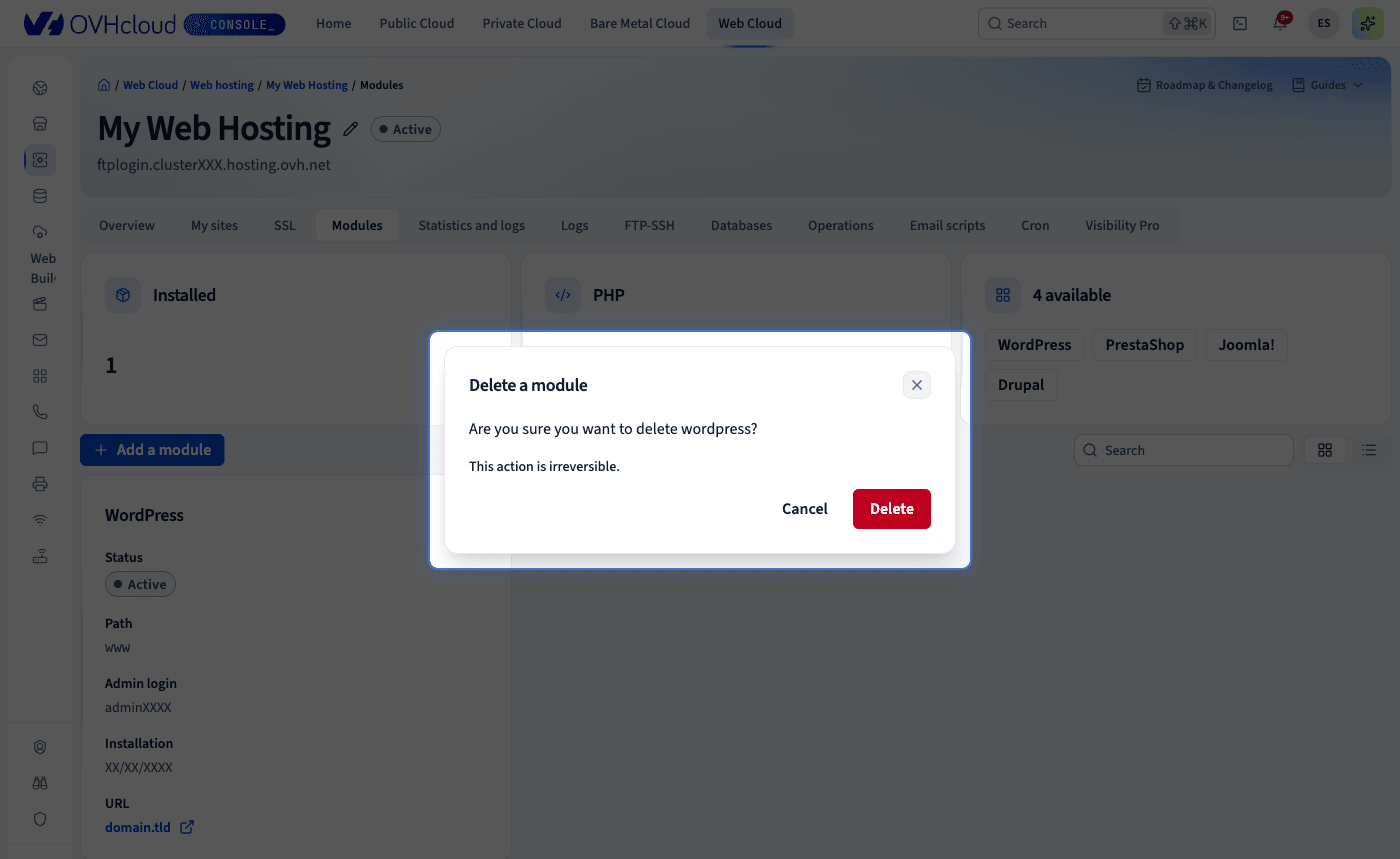 OVHcloud CONSOLE_
Home Public Cloud Private Cloud Bare Metal Cloud Web Cloud
Search ⇧⌘K
9+
ES
/ Web Cloud / Web hosting / My Web Hosting / Modules
Roadmap & Changelog Guides
My Web Hosting
Active
ftplogin.clusterXXX.hosting.ovh.net
Overview My sites SSL Modules Statistics and logs Logs FTP-SSH Databases Operations Email scripts Cron Visibility Pro
Web
Buil
Installed
1
PHP
4 available
WordPress PrestaShop Joomla!
Drupal
Delete a module
Are you sure you want to delete wordpress?
This action is irreversible.
Cancel Delete
+ Add a module
Search
WordPress
Status
Active
Path
www
Admin login
adminXXXX
Installation
XX/XX/XXXX
URL
domain.tld